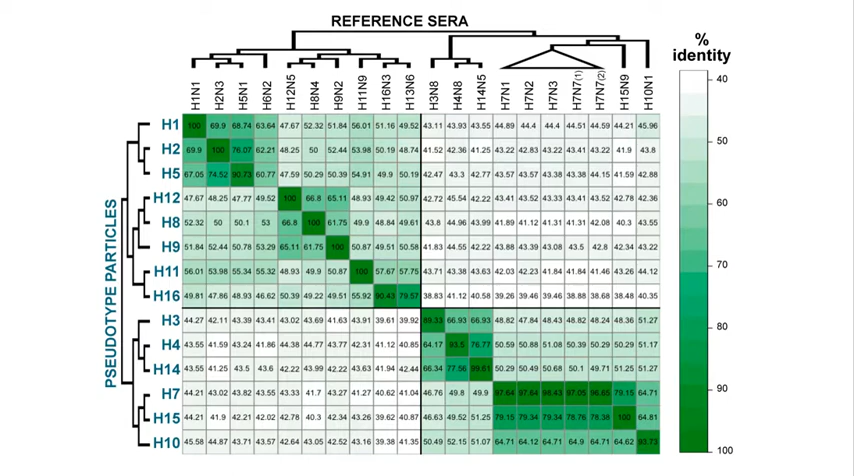 REFERENCE SERA
% identity
H1N1 H2N3 H5N1 H6N2 H12N5 H8N4 H9N2 H11N9 H16N3 H13N6 H3N8 H4N8 H14N5 H7N1 H7N2 H7N3 H7N7(1) H7N7(2) H15N9 H10N1
PSEUDOTYPE PARTICLES
H1 100 69.9 68.74 63.64 47.67 52.32 51.84 56.01 51.16 49.52 43.11 43.93 43.55 44.89 44.4 44.4 44.51 44.59 44.21 45.96
H2 69.9 100 76.07 62.21 48.25 50 52.44 53.98 50.19 48.74 41.52 42.36 41.25 43.22 42.83 43.22 43.41 43.22 41.9 43.8
H5 67.05 74.52 90.73 60.77 47.59 50.29 50.39 54.91 49.9 50.19 42.47 43.3 42.77 43.57 43.38 43.38 44.15 41.59 42.88
H12 47.67 48.25 47.77 49.52 100 66.8 65.11 48.93 49.42 50.97 42.72 45.54 42.22 43.41 43.52 43.33 43.41 43.52 42.78 42.36
H8 52.32 50 50.1 53 66.8 100 61.75 49.9 48.84 49.61 43.8 44.96 43.99 41.89 41.12 41.31 41.31 42.08 40.3 43.55
H9 51.84 52.44 50.78 53.29 65.11 61.75 100 50.87 49.51 50.58 41.83 44.55 42.22 43.88 43.39 43.08 43.5 42.8 42.34 43.22
H11 56.01 53.98 55.34 55.32 48.93 49.9 50.87 100 57.67 57.75 43.71 43.38 43.63 42.03 42.23 41.84 41.84 41.46 43.26 44.12
H16 49.81 47.86 48.93 46.62 50.39 49.22 49.51 55.92 90.43 79.57 38.83 41.12 40.58 39.26 39.46 39.46 38.88 38.68 38.48 40.35
H3 44.27 42.11 43.39 43.41 43.02 43.69 41.63 43.91 39.61 39.92 89.33 66.93 66.93 48.82 47.84 48.43 48.82 48.24 48.36 51.27
H4 43.55 41.59 43.24 41.86 44.38 44.77 43.77 42.31 41.12 40.85 64.17 93.5 76.77 50.59 50.88 51.08 50.39 50.29 50.29 51.17
H14 43.55 41.25 43.5 43.6 42.22 43.99 42.22 43.63 41.94 42.44 66.34 77.56 99.61 50.29 50.49 50.68 50.1 49.71 51.25 51.27
H7 44.21 43.02 43.82 43.55 43.33 41.7 43.27 41.27 40.62 41.04 46.76 49.8 49.9 97.64 97.64 98.43 97.05 96.85 79.15 64.71
H15 44.21 41.9 42.21 42.02 42.78 40.3 42.34 43.26 39.62 40.87 46.63 49.52 51.25 79.15 79.34 79.34 78.76 78.38 100 64.81
H10 45.58 44.87 43.71 43.57 42.64 43.05 42.52 43.16 39.38 41.35 50.49 52.15 51.07 64.71 64.12 64.71 64.9 64.71 64.62 93.73
40
50
60
70
80
90
100